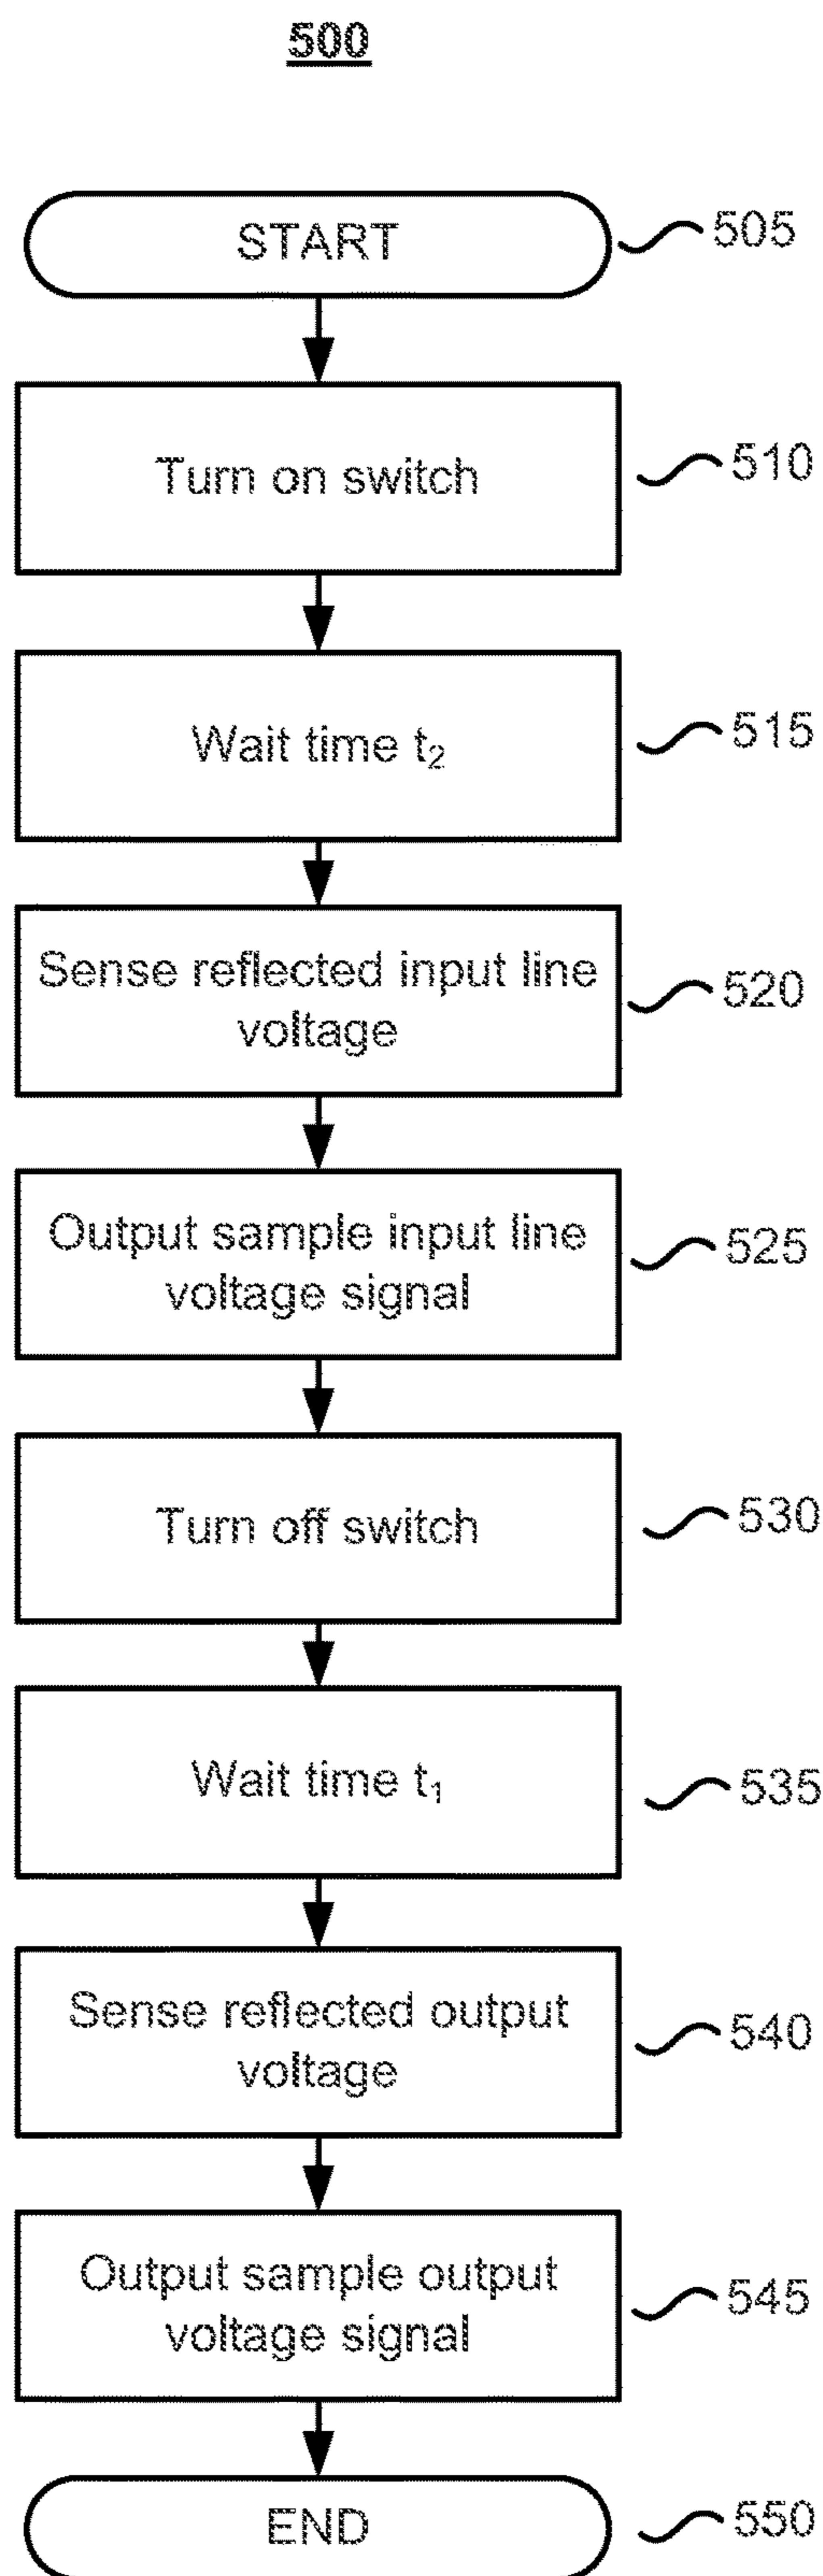 500
START
505
Turn on switch
510
Wait time t₂
515
Sense reflected input line
voltage
520
Output sample input line
voltage signal
525
Turn off switch
530
Wait time t₁
535
Sense reflected output
voltage
540
Output sample output
voltage signal
545
END
550